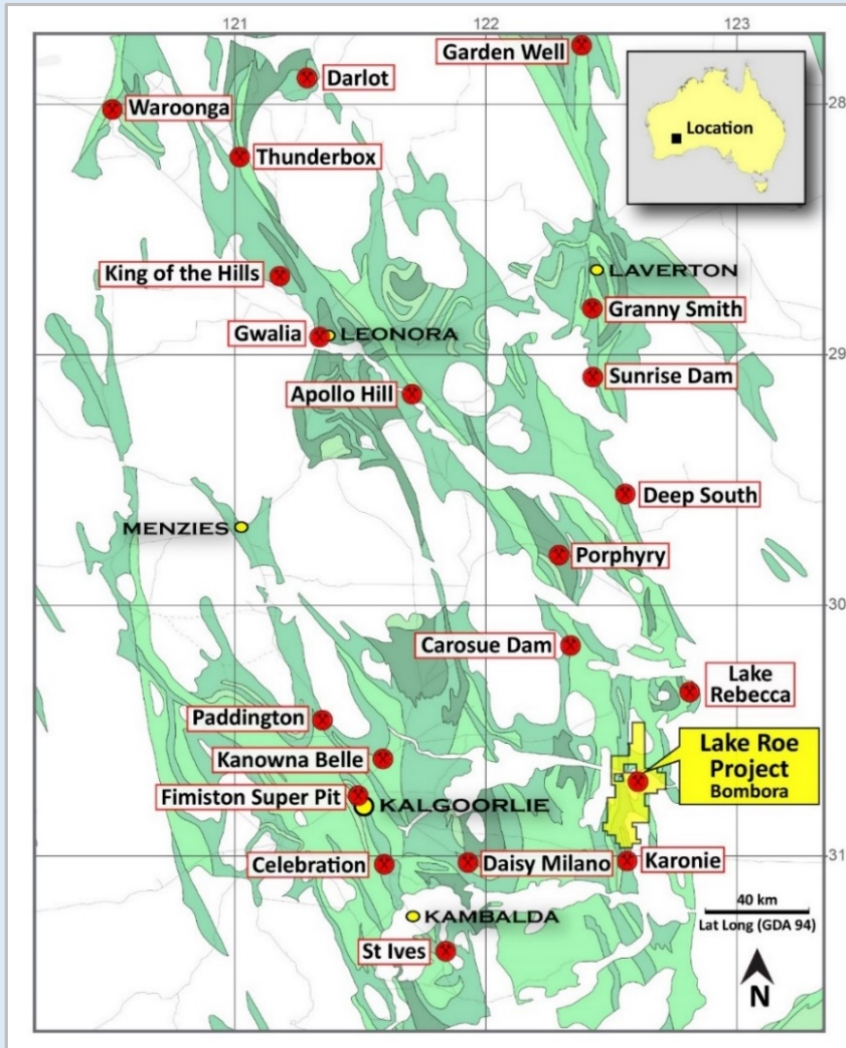 121
122
123
Garden Well
Darlot
28
Waroonga
Location
Thunderbox
King of the Hills
LAVERTON
Granny Smith
Gwalia
LEONORA
29
Sunrise Dam
Apollo Hill
Deep South
MENZIES
Porphyry
30
Carosue Dam
Lake
Rebecca
Paddington
Lake Roe
Project
Bombora
Kanowna Belle
Fimiston Super Pit
KALGOORLIE
31
Celebration
Daisy Milano
Karonie
40 km
Lat Long (GDA 94)
KAMBALDA
St Ives
N